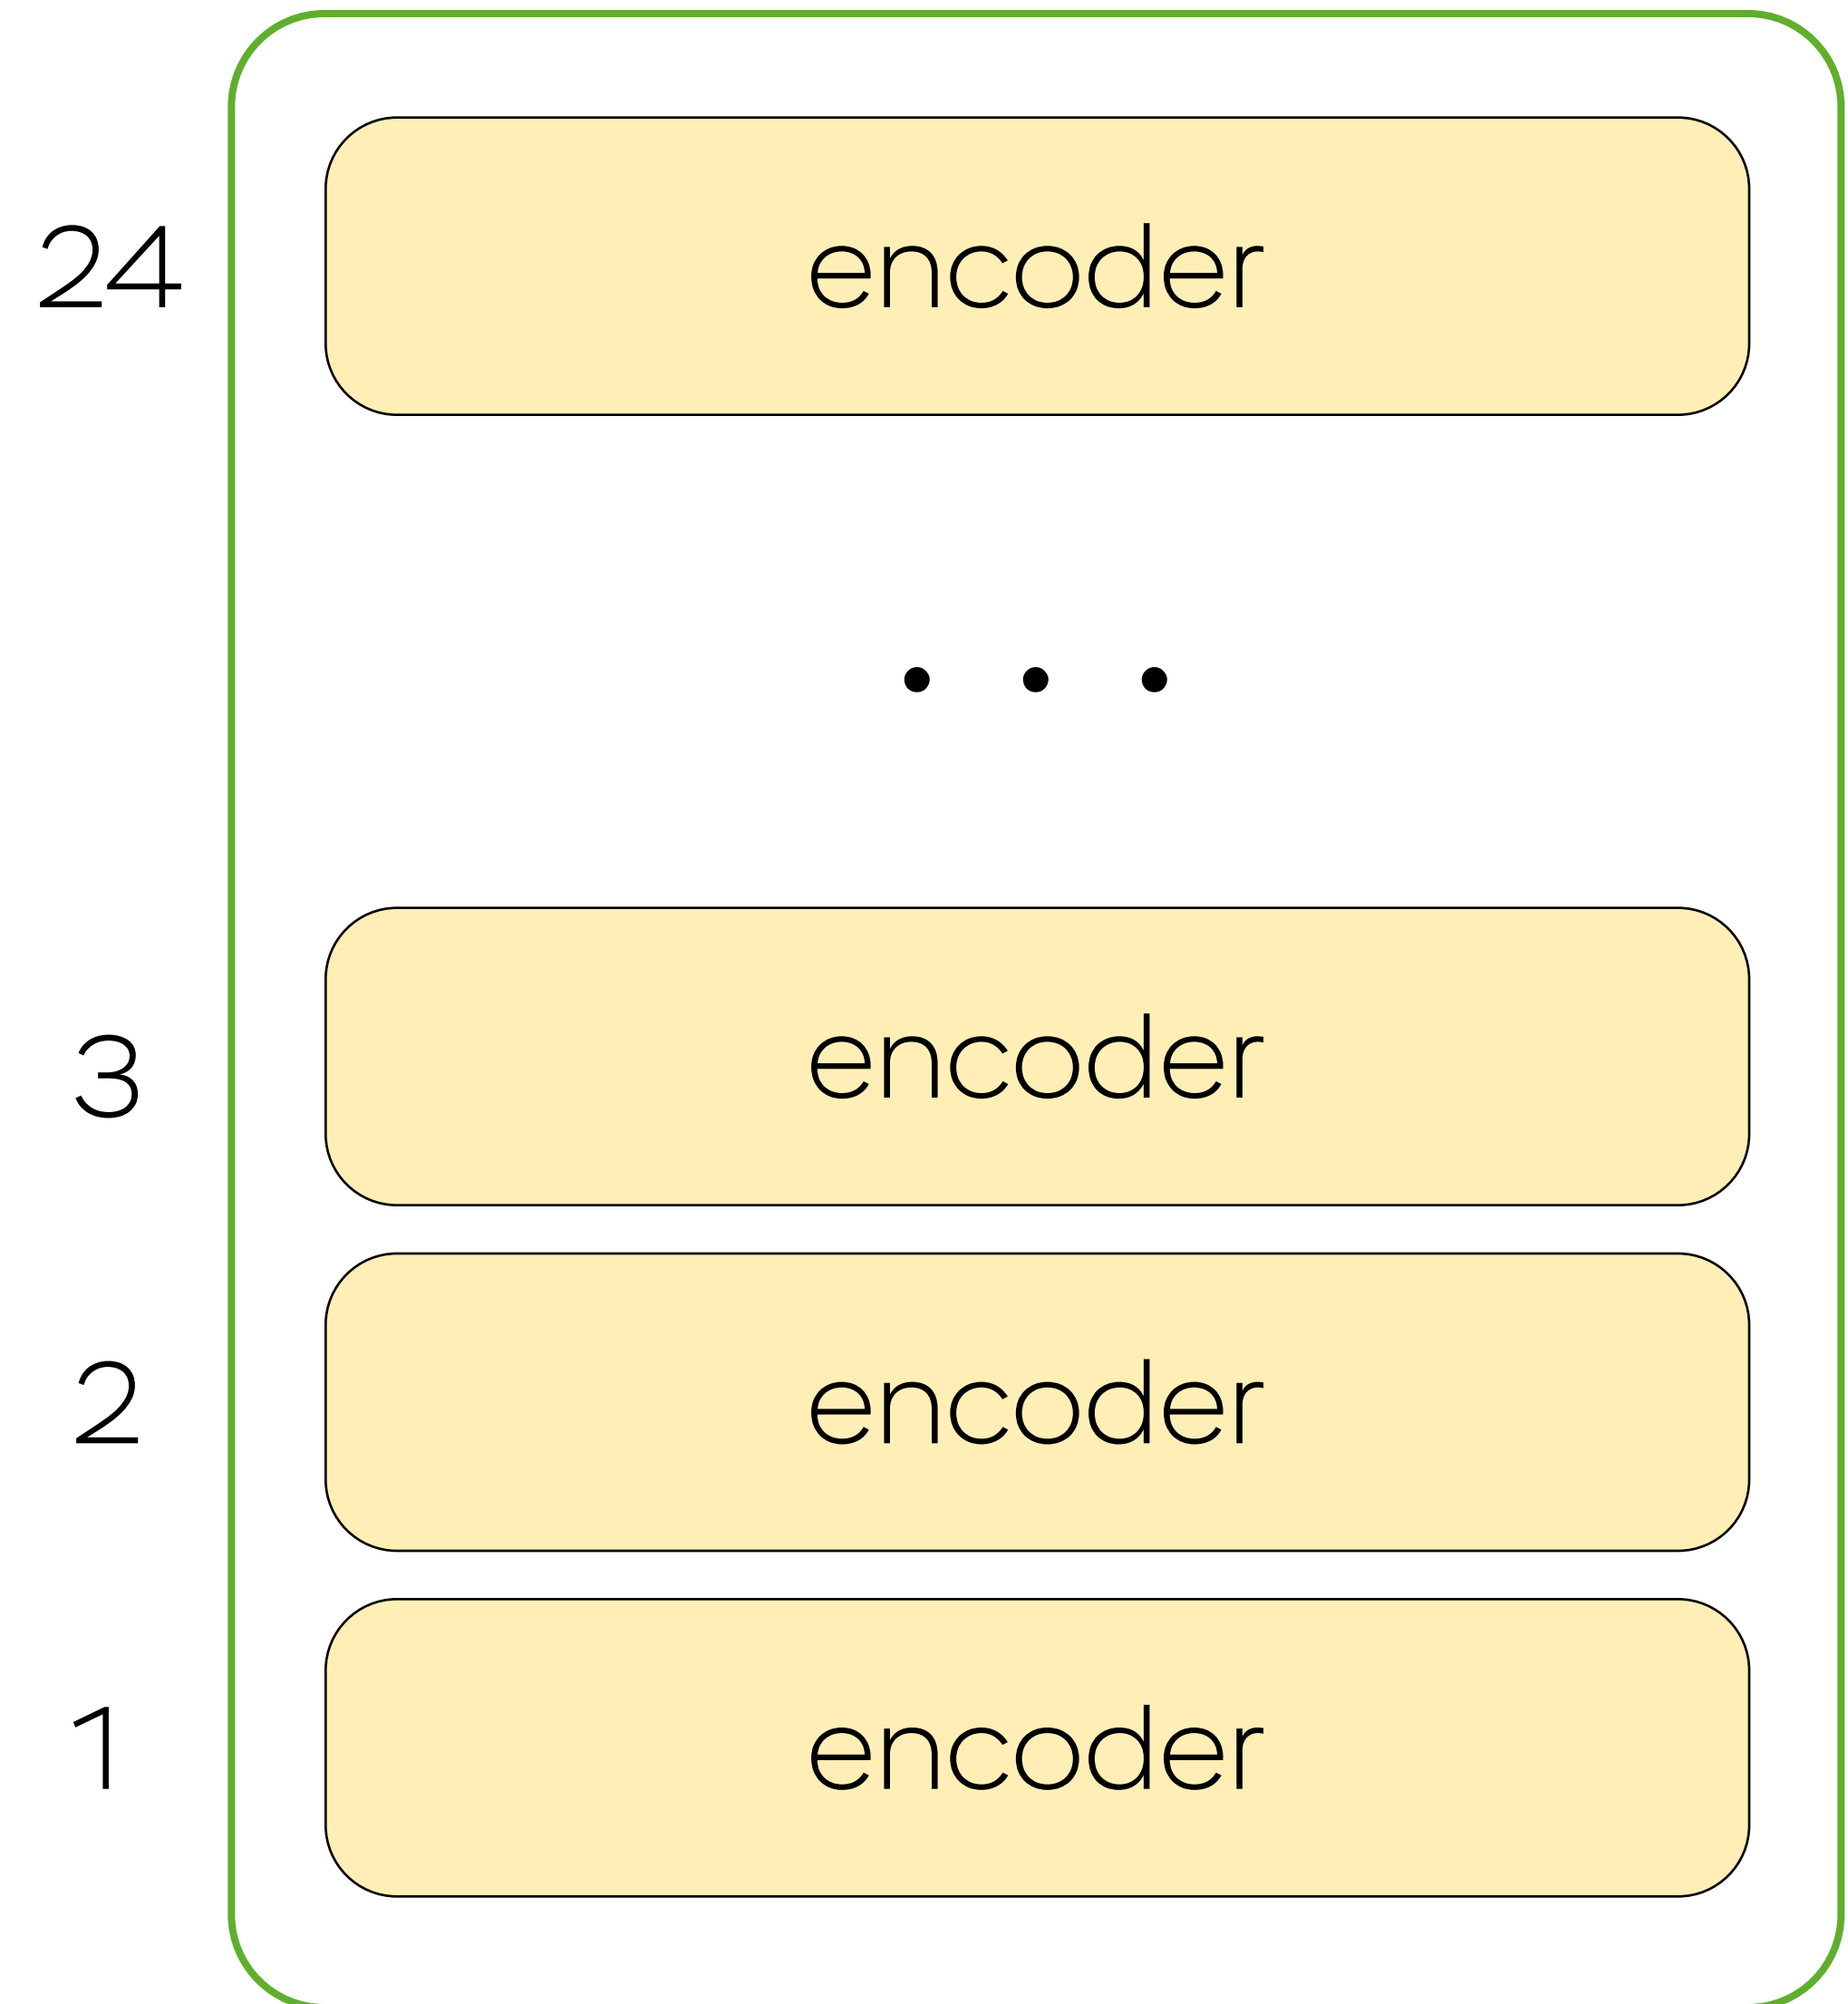 24 encoder
. . .
3 encoder
2 encoder
1 encoder